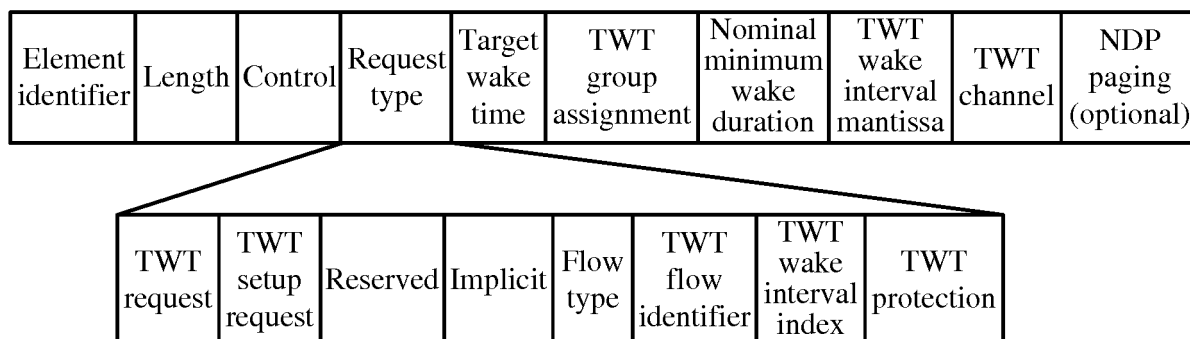 Element
identifier
Length
Control
Request
type
Target
wake
time
TWT
group
assignment
Nominal
minimum
wake
duration
TWT
wake
interval
mantissa
TWT
channel
NDP
paging
(optional)
TWT
request
TWT
setup
request
Reserved
Implicit
Flow
type
TWT
flow
identifier
TWT
wake
interval
index
TWT
protection